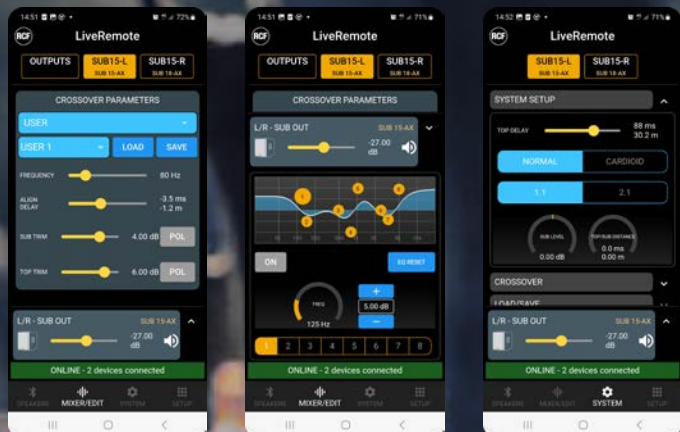 14:51
72%
RCF
LiveRemote
OUTPUTS
SUB15-L
SUB 15-AX
SUB15-R
SUB 18-AX
CROSSOVER PARAMETERS
USER
USER 1
LOAD
SAVE
FREQUENCY
80 Hz
ALIGN DELAY
-3.5 ms
-1.2 m
SUB TRIM
4.00 dB
POL
TOP TRIM
6.00 dB
POL
L/R - SUB OUT
SUB 15-AX
-27.00 dB
ONLINE - 2 devices connected
SPEAKERS
MIXER/EDIT
SYSTEM
SETUP
14:51
71%
RCF
LiveRemote
OUTPUTS
SUB15-L
SUB 15-AX
SUB15-R
SUB 18-AX
CROSSOVER PARAMETERS
L/R - SUB OUT
SUB 15-AX
-27.00 dB
1
2
3
4
5
6
7
8
ON
EQ RESET
FREQ
125 Hz
+
5.00 dB
-
1 2 3 4 5 6 7 8
ONLINE - 2 devices connected
SPEAKERS
MIXER/EDIT
SYSTEM
SETUP
14:52
71%
RCF
LiveRemote
SUB15-L
SUB 15-AX
SUB15-R
SUB 18-AX
SYSTEM SETUP
TOP DELAY
88 ms
30.2 m
NORMAL
CARDIOID
1.1
2.1
SUB LEVEL
0.00 dB
TOP/SUB DISTANCE
0.0 ms
0.00 m
CROSSOVER
LOAD/SAVE
L/R - SUB OUT
SUB 15-AX
-27.00 dB
ONLINE - 2 devices connected
SPEAKERS
MIXER/EDIT
SYSTEM
SETUP